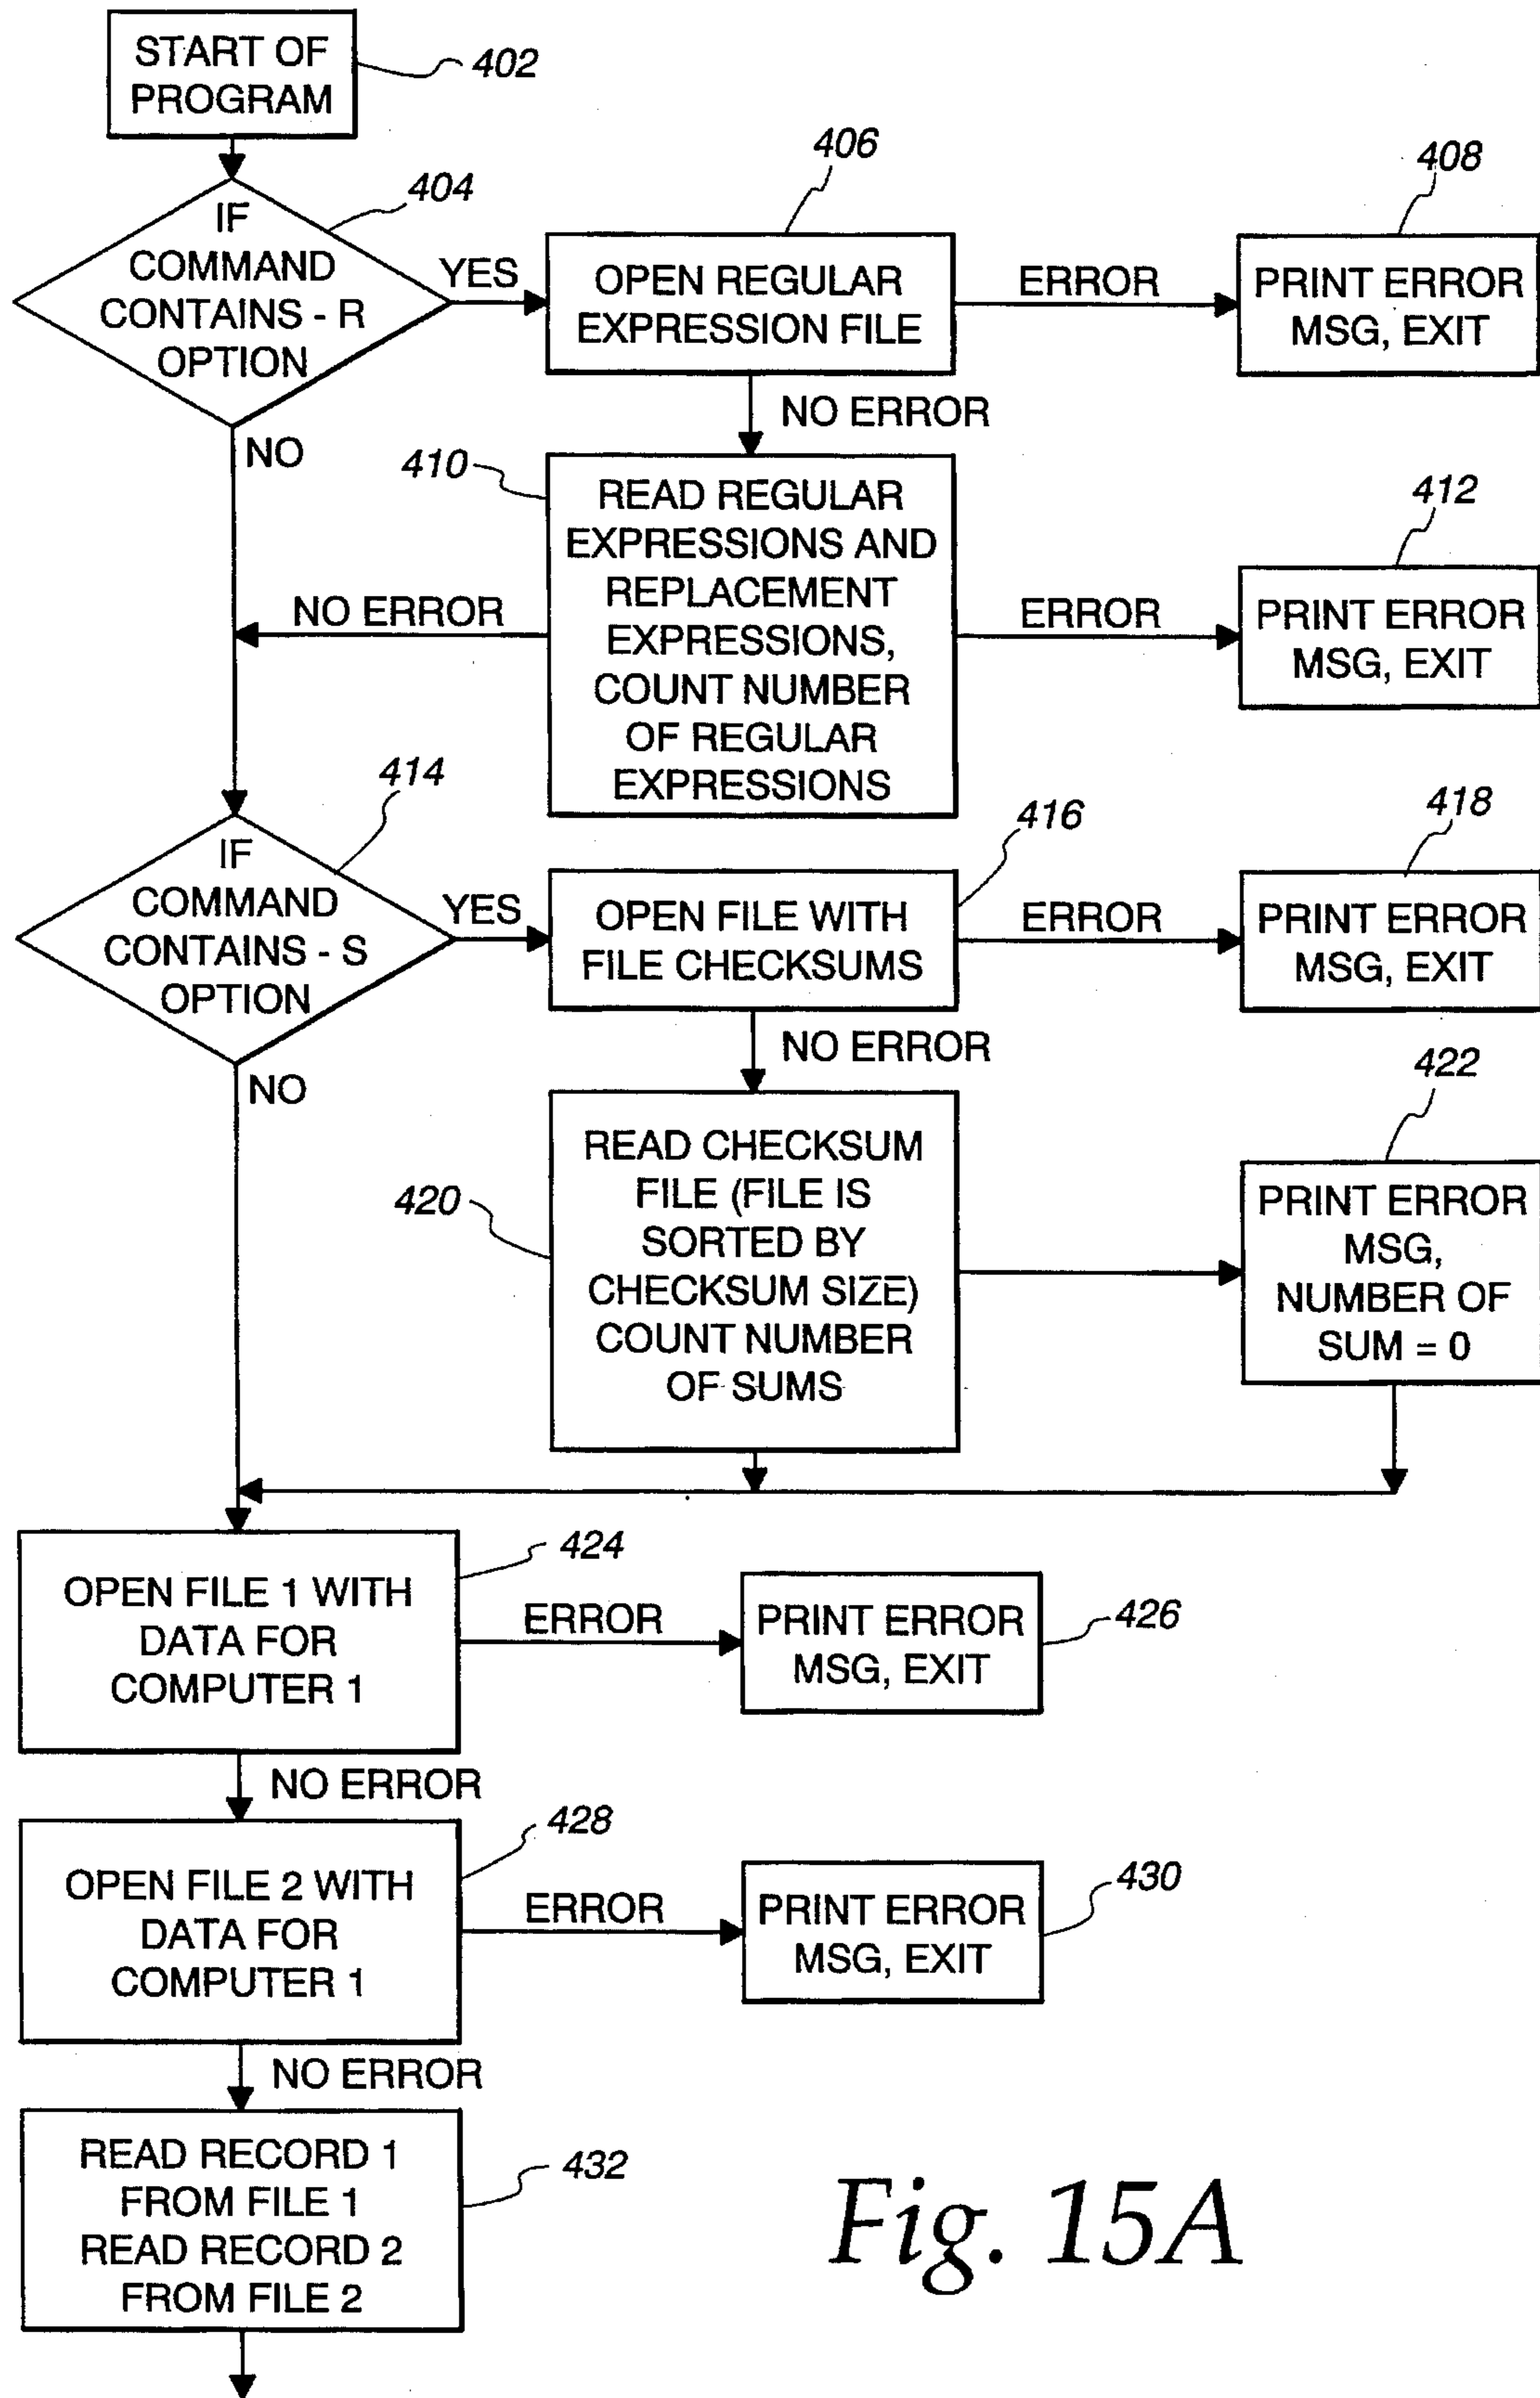 START OF
PROGRAM
402
IF
COMMAND
CONTAINS - R
OPTION
404
YES
NO
OPEN REGULAR
EXPRESSION FILE
406
ERROR
PRINT ERROR
MSG, EXIT
408
NO ERROR
READ REGULAR
EXPRESSIONS AND
REPLACEMENT
EXPRESSIONS,
COUNT NUMBER
OF REGULAR
EXPRESSIONS
410
NO ERROR
ERROR
PRINT ERROR
MSG, EXIT
412
IF
COMMAND
CONTAINS - S
OPTION
414
YES
NO
OPEN FILE WITH
FILE CHECKSUMS
416
ERROR
PRINT ERROR
MSG, EXIT
418
NO ERROR
READ CHECKSUM
FILE (FILE IS
SORTED BY
CHECKSUM SIZE)
COUNT NUMBER
OF SUMS
420
PRINT ERROR
MSG,
NUMBER OF
SUM = 0
422
OPEN FILE 1 WITH
DATA FOR
COMPUTER 1
424
ERROR
PRINT ERROR
MSG, EXIT
426
NO ERROR
OPEN FILE 2 WITH
DATA FOR
COMPUTER 1
428
ERROR
PRINT ERROR
MSG, EXIT
430
NO ERROR
READ RECORD 1
FROM FILE 1
READ RECORD 2
FROM FILE 2
432
Fig. 15A